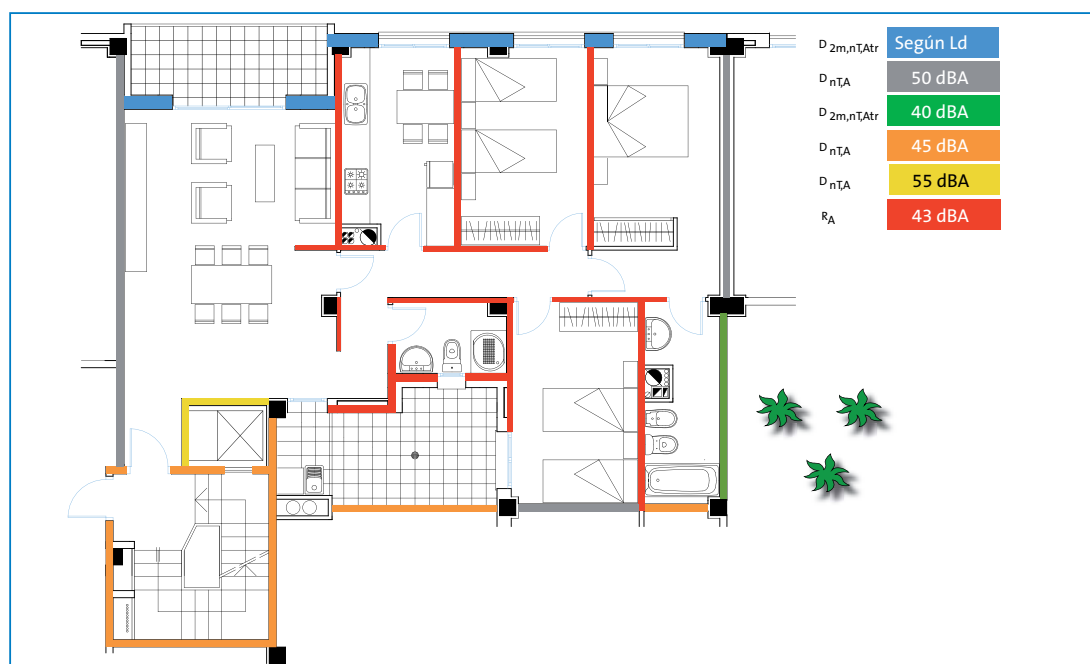 D 2m,nT,Atr Según Ld
D nT,A 50 dBA
D 2m,nT,Atr 40 dBA
D nT,A 45 dBA
D nT,A 55 dBA
R A 43 dBA